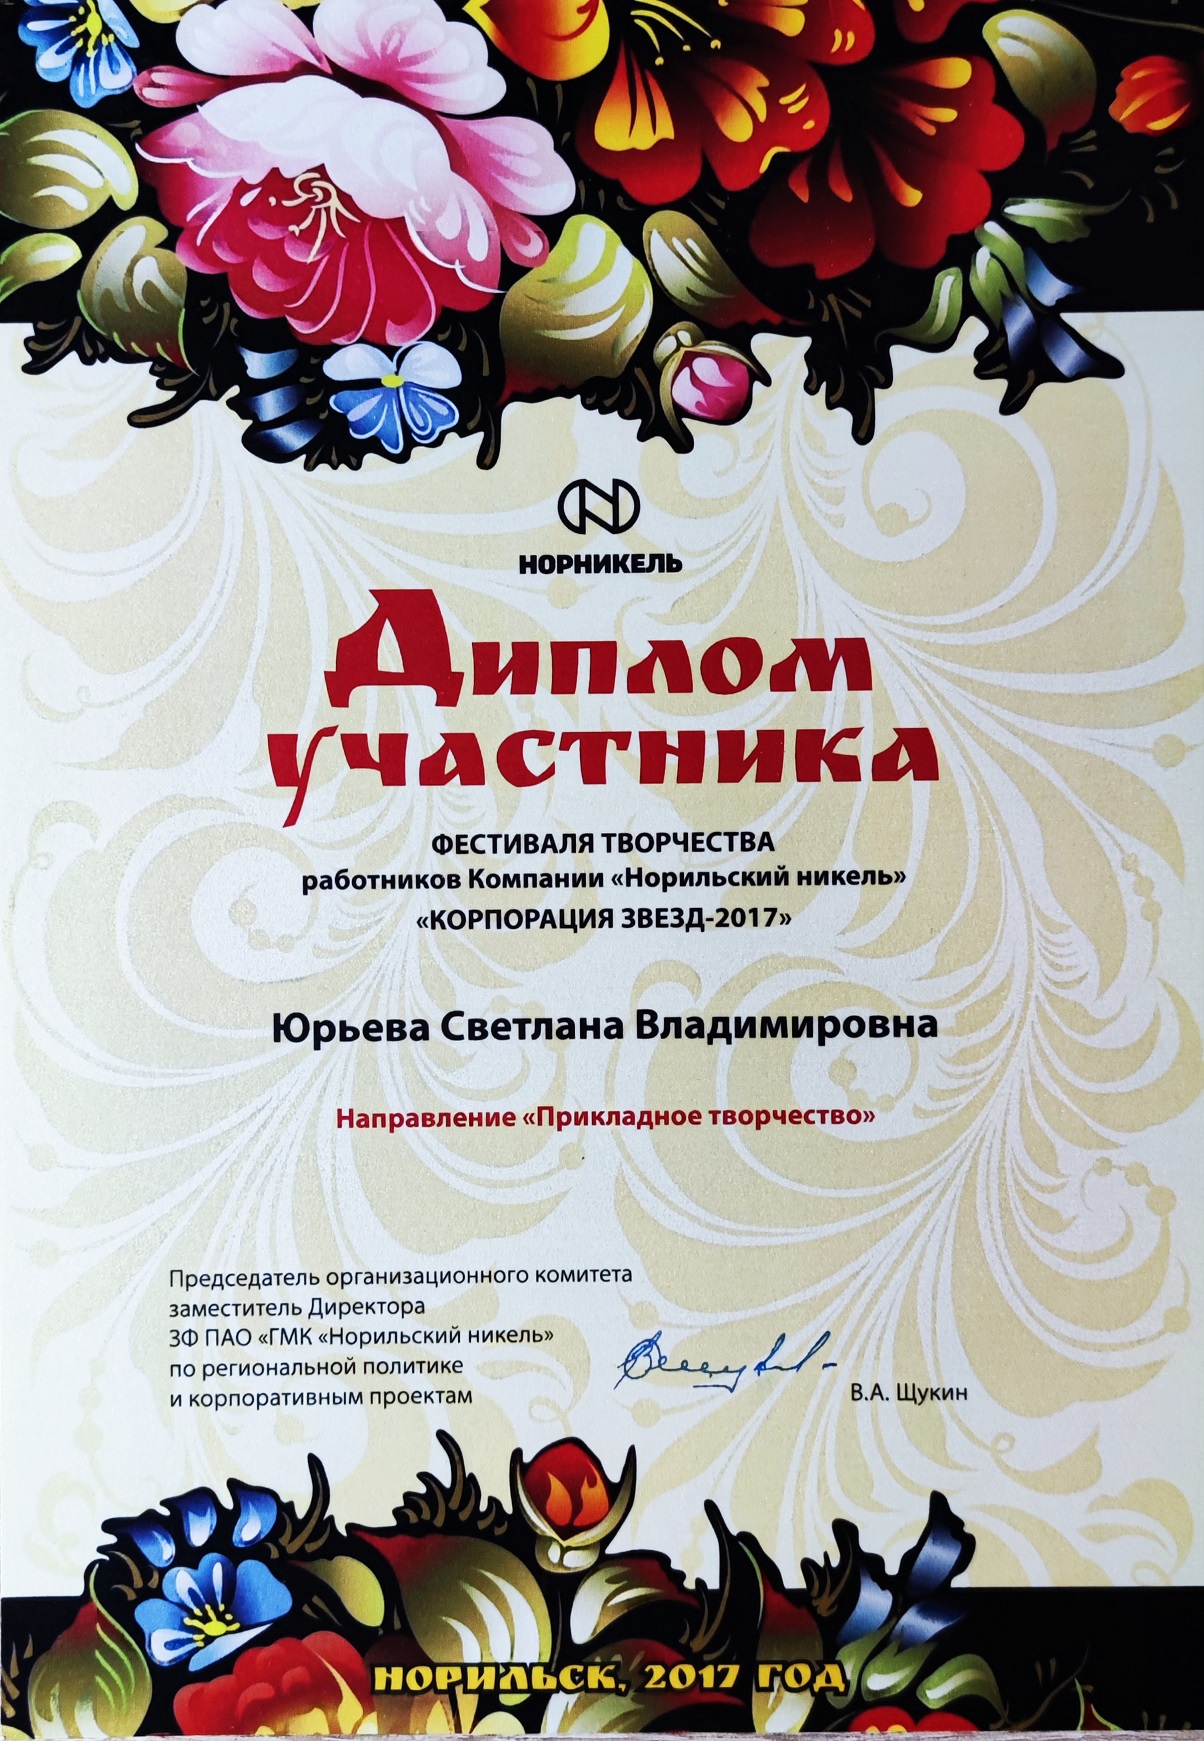 НОРНИКЕЛЬ
Диплом
участника
ФЕСТИВАЛЯ ТВОРЧЕСТВА
работников Компании «Норильский никель»
«КОРПОРАЦИЯ ЗВЕЗД-2017»
Юрьева Светлана Владимировна
Направление «Прикладное творчество»
Председатель организационного комитета
заместитель Директора
ЗФ ПАО «ГМК «Норильский никель»
по региональной политике
и корпоративным проектам
В.А. Щукин
НОРИЛЬСК, 2017 ГОД